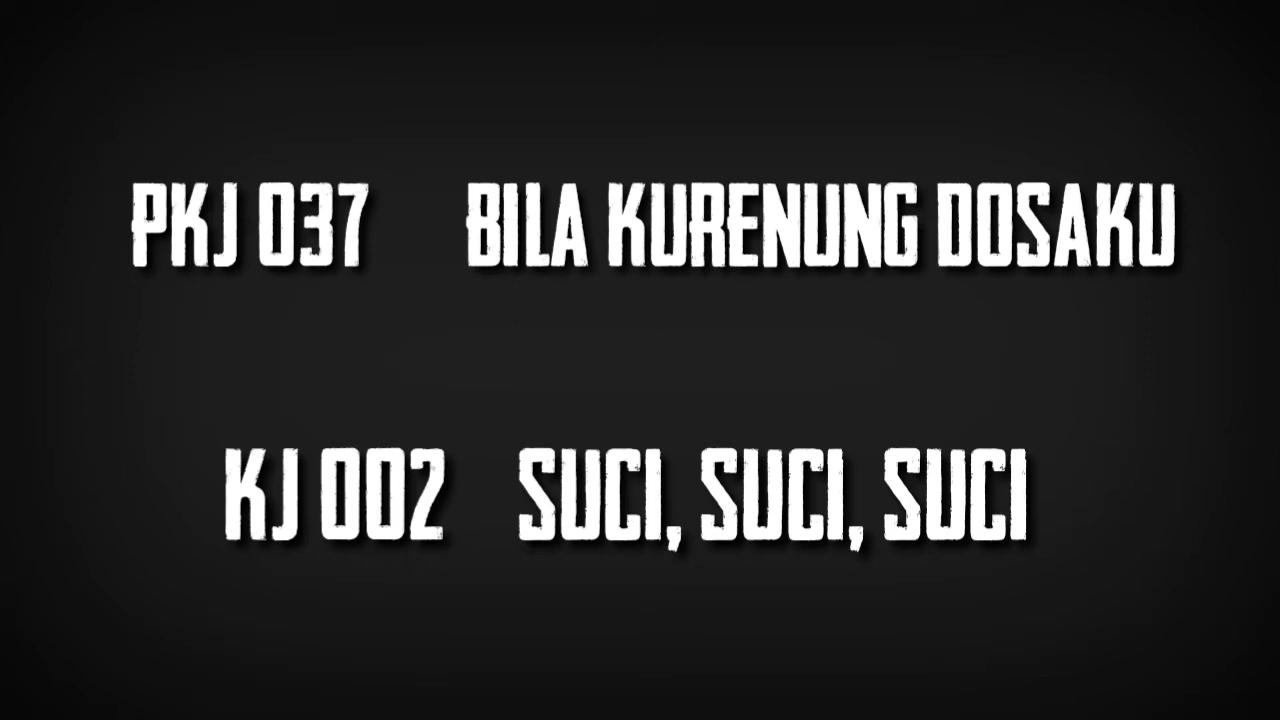 PKJ 037 BILA KURENUNG DOSAKU
KJ 002 SUCI, SUCI, SUCI